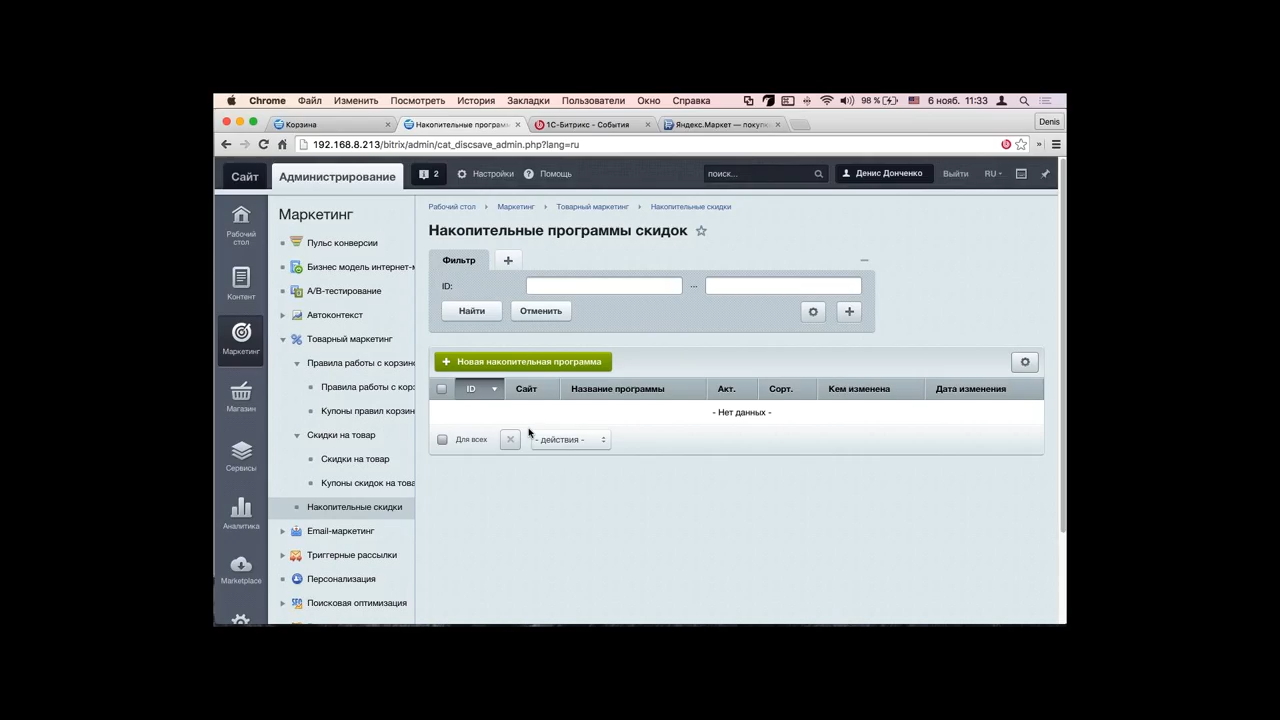 Chrome Файл Изменить Посмотреть История Закладки Пользователи Окно Справка 98 % 6 нояб. 11:33
Корзина Накопительные програм 1С-Битрикс - События Яндекс.Маркет — покуп Denis
192.168.8.213/bitrix/admin/cat_discsave_admin.php?lang=ru
Сайт Администрирование 2 Настройки Помощь поиск... Денис Донченко Выйти RU
Рабочий стол Маркетинг Товарный маркетинг Накопительные скидки
Накопительные программы скидок
Фильтр
ID: ...
Найти Отменить
+ Новая накопительная программа
ID Сайт Название программы Акт. Сорт. Кем изменена Дата изменения
- Нет данных -
Для всех - действия -
Рабочий
стол
Контент
Маркетинг
Магазин
Сервисы
Аналитика
Marketplace
Маркетинг
Пульс конверсии
Бизнес модель интернет-м
A/B-тестирование
Автоконтекст
Товарный маркетинг
Правила работы с корзино
Правила работы с корз
Купоны правил корзин
Скидки на товар
Скидки на товар
Купоны скидок на това
Накопительные скидки
Email-маркетинг
Триггерные рассылки
Персонализация
SEO Поисковая оптимизация